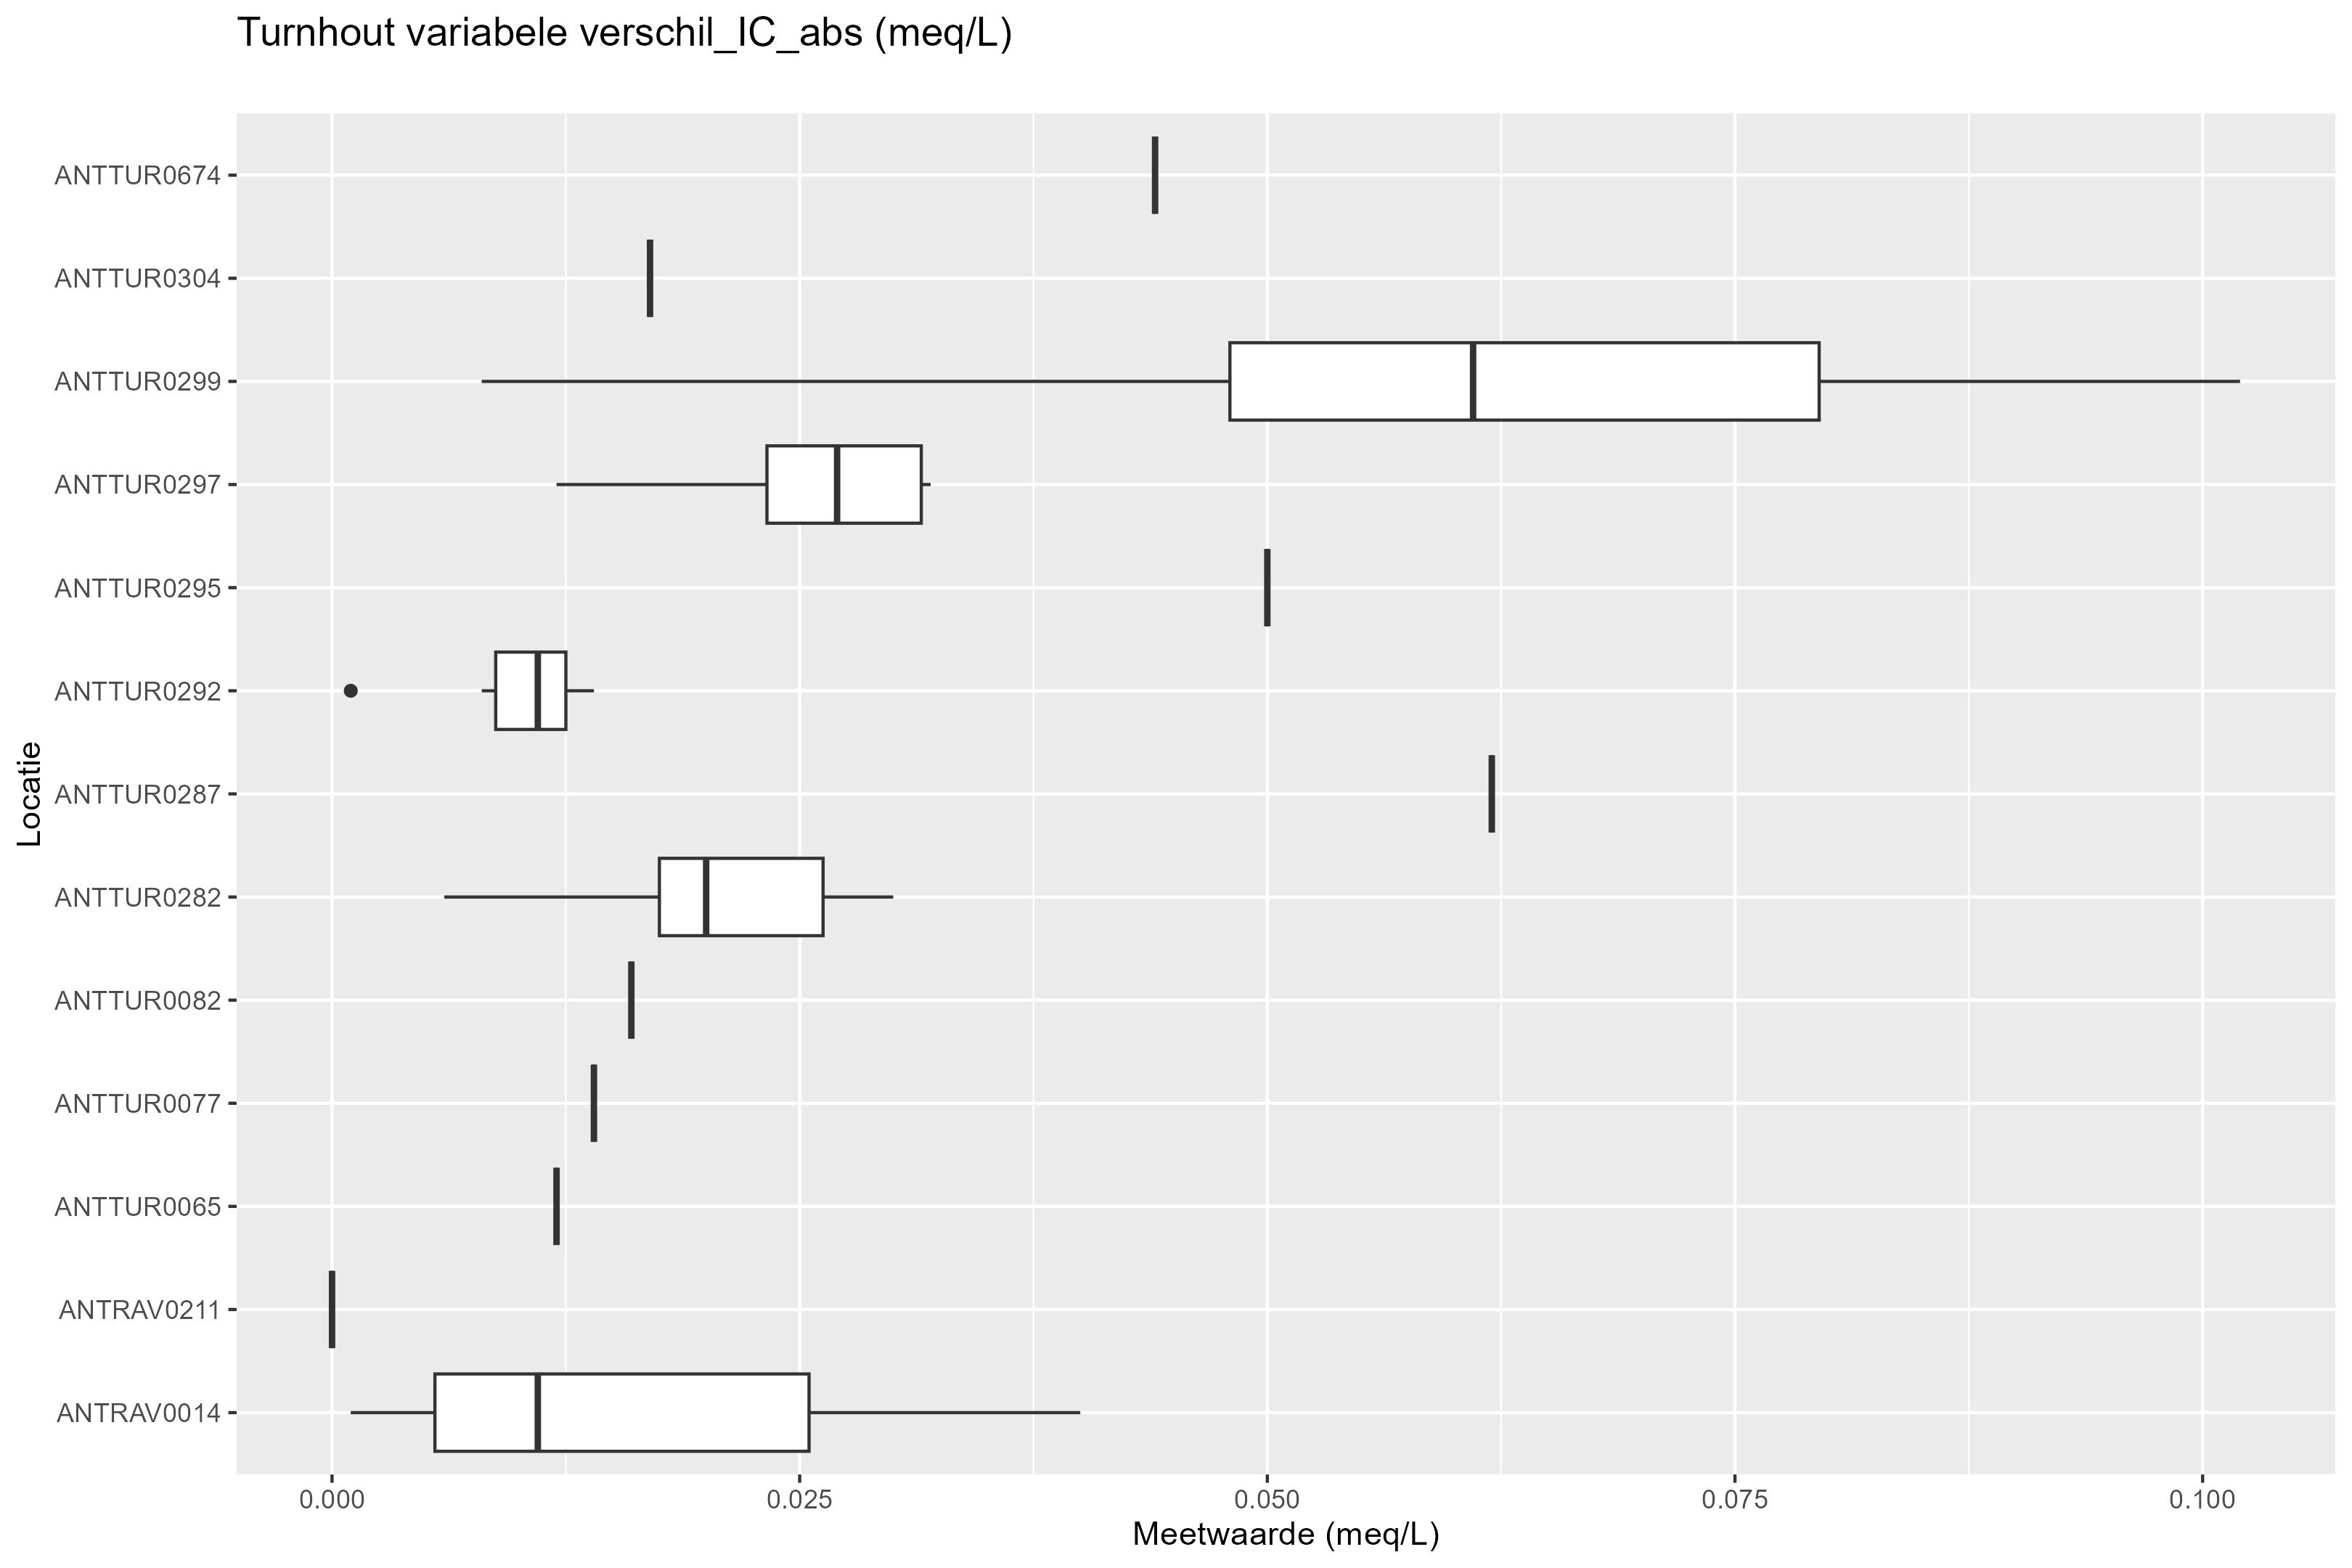 Turnhout variabele verschil_IC_abs (meq/L)
ANTTUR0674
ANTTUR0304
ANTTUR0299
ANTTUR0297
ANTTUR0295
ANTTUR0292
ANTTUR0287
ANTTUR0282
ANTTUR0082
ANTTUR0077
ANTTUR0065
ANTRAV0211
ANTRAV0014
Locatie
0.000 0.025 0.050 0.075 0.100
Meetwaarde (meq/L)